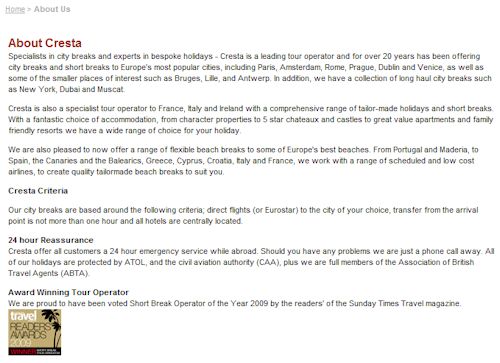 Home > About Us
About Cresta
Specialists in city breaks and experts in bespoke holidays - Cresta is a leading tour operator and for over 20 years has been offering
city breaks and short breaks to Europe's most popular cities, including Paris, Amsterdam, Rome, Prague, Dublin and Venice, as well as
some of the smaller places of interest such as Bruges, Lille, and Antwerp. In addition, we have a collection of long haul city breaks such
as New York, Dubai and Muscat.
Cresta is also a specialist tour operator to France, Italy and Ireland with a comprehensive range of tailor-made holidays and short breaks.
With a fantastic choice of accommodation, from character properties to 5 star chateaux and castles to great value apartments and family
friendly resorts we have a wide range of choice for your holiday.
We are also pleased to now offer a range of flexible beach breaks to some of Europe's best beaches. From Portugal and Maderia, to
Spain, the Canaries and the Balearics, Greece, Cyprus, Croatia, Italy and France, we work with a range of scheduled and low cost
airlines, to create quality tailormade beach breaks to suit you.
Cresta Criteria
Our city breaks are based around the following criteria; direct flights (or Eurostar) to the city of your choice, transfer from the arrival
point is not more than one hour and all hotels are centrally located.
24 hour Reassurance
Cresta offer all customers a 24 hour emergency service while abroad. Should you have any problems we are just a phone call away. All
of our holidays are protected by ATOL, and the civil aviation authority (CAA), plus we are full members of the Association of British
Travel Agents (ABTA).
Award Winning Tour Operator
We are proud to have been voted Short Break Operator of the Year 2009 by the readers' of the Sunday Times Travel magazine.
travel
READERS
AWARDS
2009
WINNER